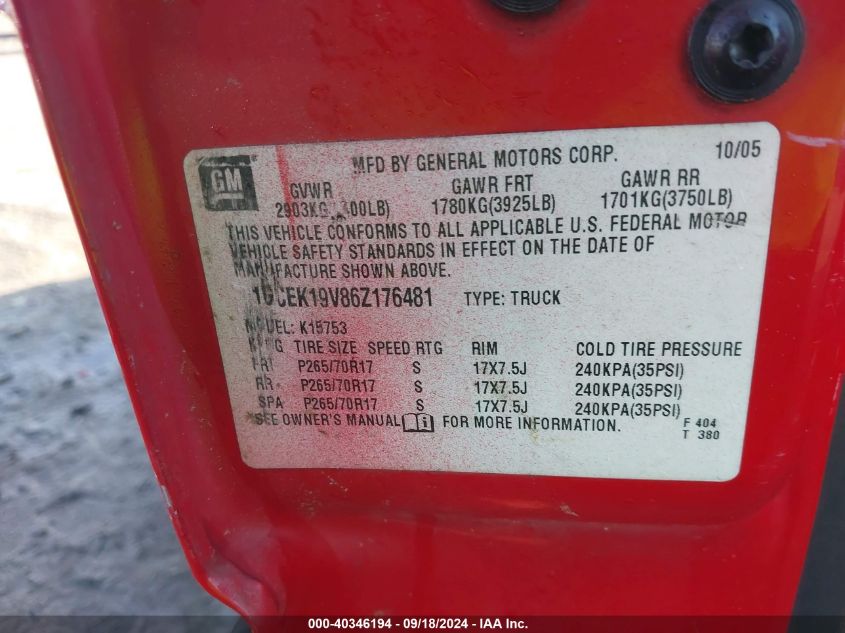 GM
MFD BY GENERAL MOTORS CORP. 10/05
GVWR GAWR FRT GAWR RR
2903KG 00LB) 1780KG(3925LB) 1701KG(3750LB)
THIS VEHICLE CONFORMS TO ALL APPLICABLE U.S. FEDERAL MOTOR
VEHICLE SAFETY STANDARDS IN EFFECT ON THE DATE OF
MANUFACTURE SHOWN ABOVE.
1GCEK19V86Z176481 TYPE: TRUCK
MODEL: K15753
TIRE SIZE SPEED RTG RIM COLD TIRE PRESSURE
FRT P265/70R17 S 17X7.5J 240KPA(35PSI)
RR P265/70R17 S 17X7.5J 240KPA(35PSI)
SPA P265/70R17 S 17X7.5J 240KPA(35PSI)
SEE OWNER'S MANUAL FOR MORE INFORMATION.
F 404
T 380
000-40346194 - 09/18/2024 - IAA Inc.